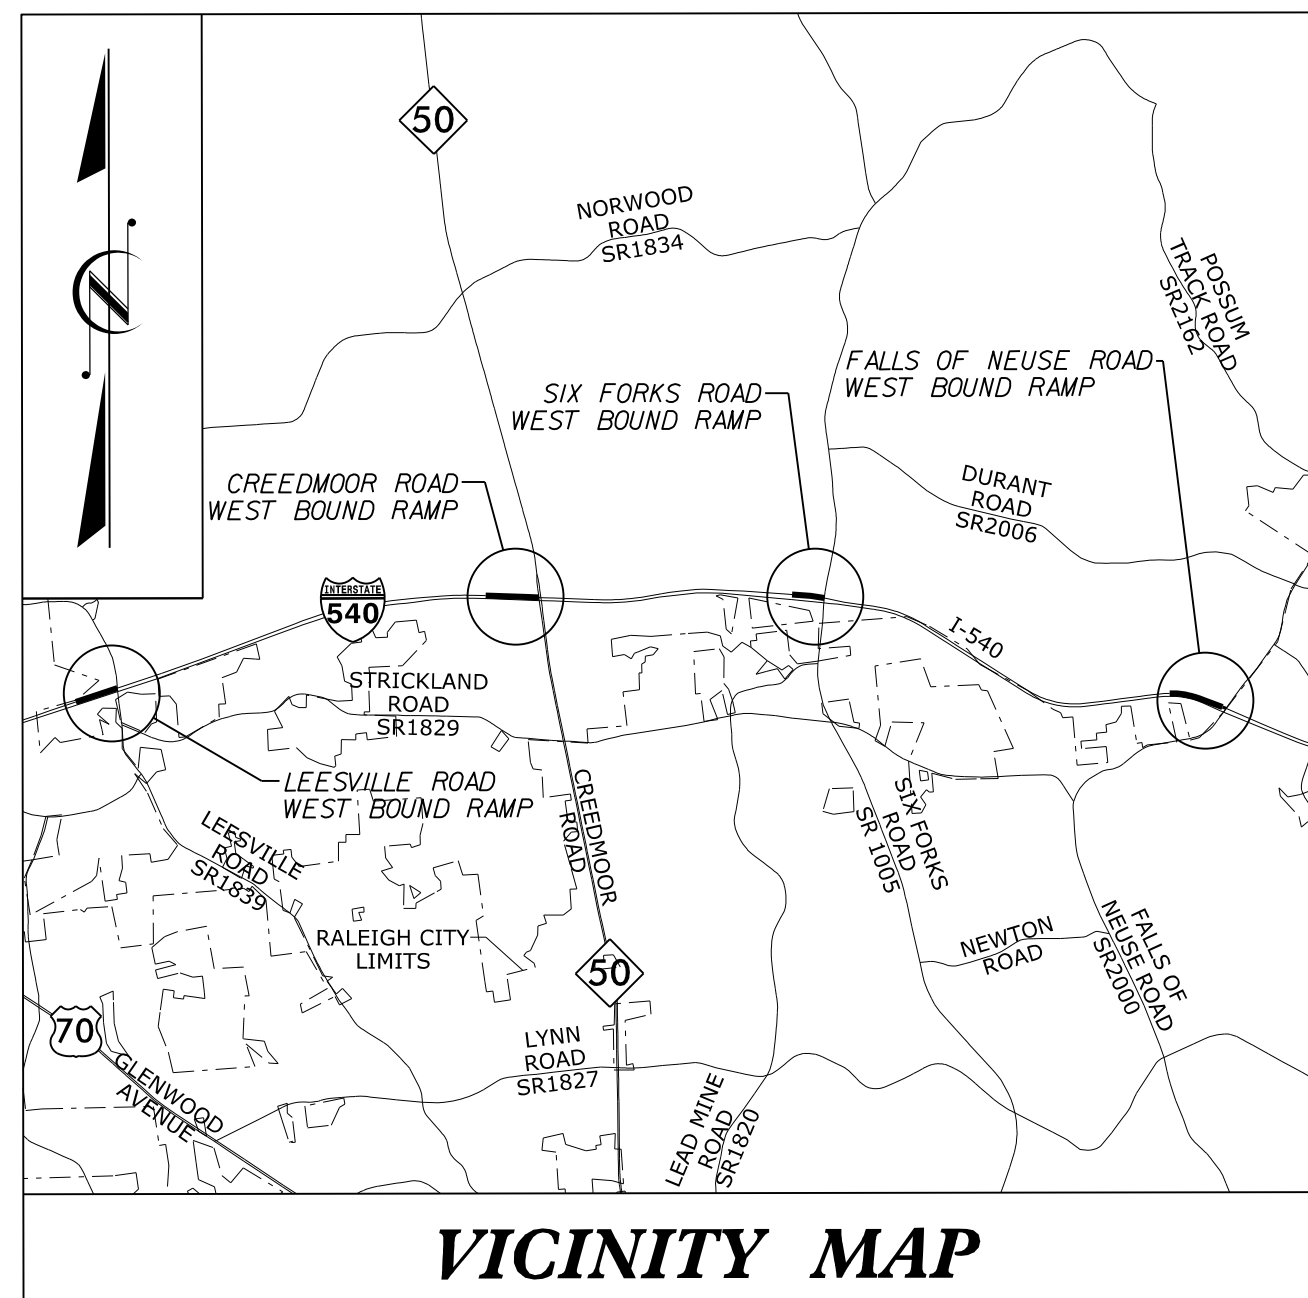 50
NORWOOD
ROAD
SR1834
POSSUM
TRACK ROAD
SR2162
FALLS OF NEUSE ROAD
WEST BOUND RAMP
SIX FORKS ROAD
WEST BOUND RAMP
CREEDMOOR ROAD
WEST BOUND RAMP
DURANT
ROAD
SR2006
N
INTERSTATE
540
I-540
STRICKLAND
ROAD
SR1829
LEESVILLE ROAD
WEST BOUND RAMP
CREEDMOOR
ROAD
SIX FORKS
ROAD
SR 1005
LEESVILLE
ROAD
SR1839
RALEIGH CITY
LIMITS
50
NEWTON
ROAD
FALLS OF
NEUSE ROAD
SR2000
70
GLENWOOD
AVENUE
LYNN
ROAD
SR1827
LEAD MINE
ROAD
SR1820
VICINITY MAP